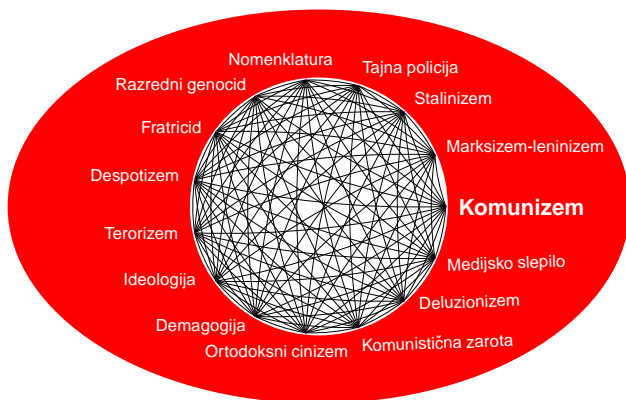 Nomenklatura
Tajna policija
Razredni genocid
Stalinizem
Fratricid
Marksizem-leninizem
Despotizem
Komunizem
Terorizem
Medijsko slepilo
Ideologija
Deluzionizem
Demagogija
Komunistična zarota
Ortodoksni cinizem